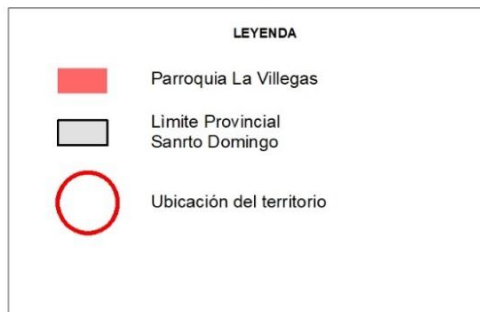 LEYENDA
Parroquia La Villegas
Limite Provincial
Sanrto Domingo
Ubicación del territorio